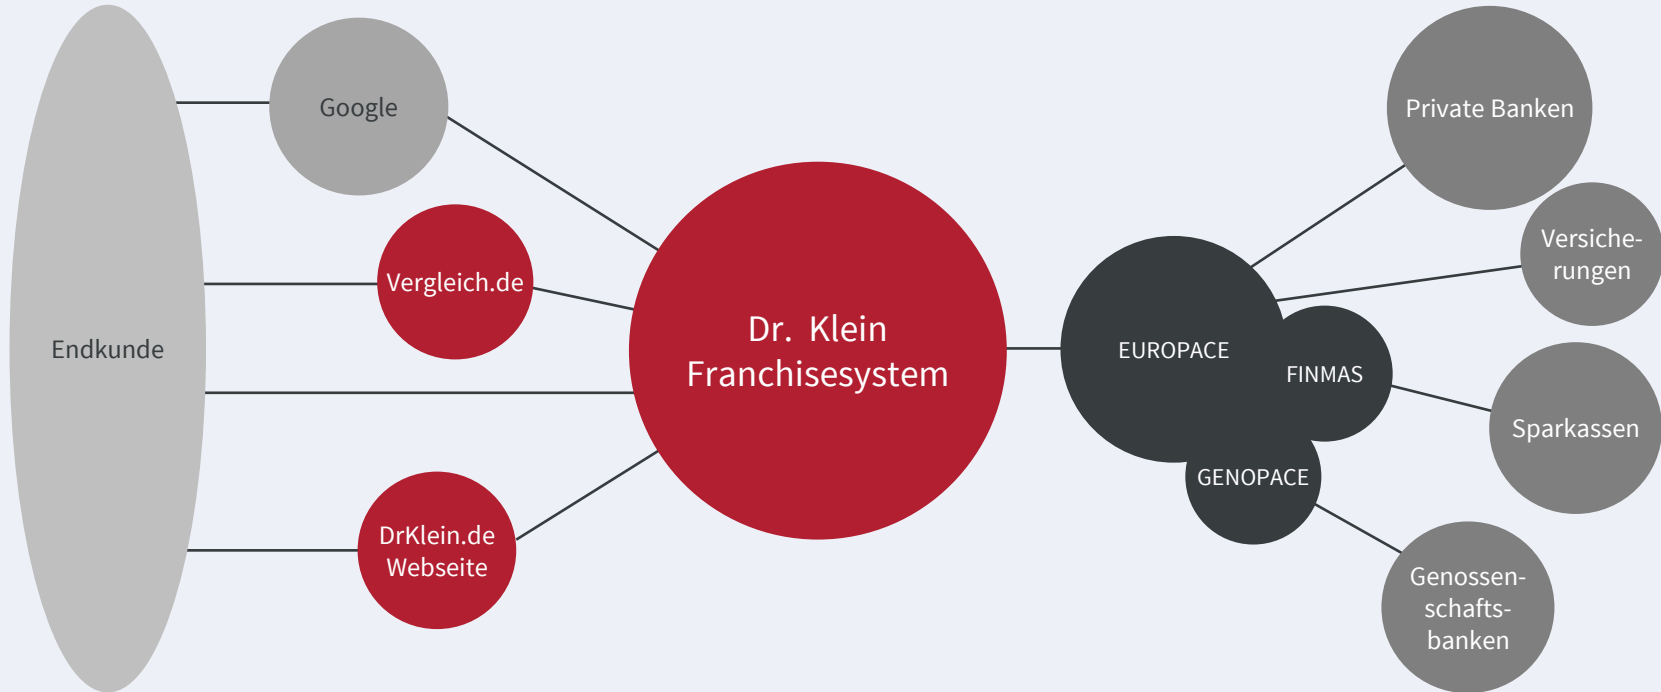 Endkunde
Google
Vergleich.de
DrKlein.de
Webseite
Dr. Klein
Franchisesystem
EUROPACE
FINMAS
GENOPACE
Private Banken
Versiche-
rungen
Sparkassen
Genossen-
schafts-
banken